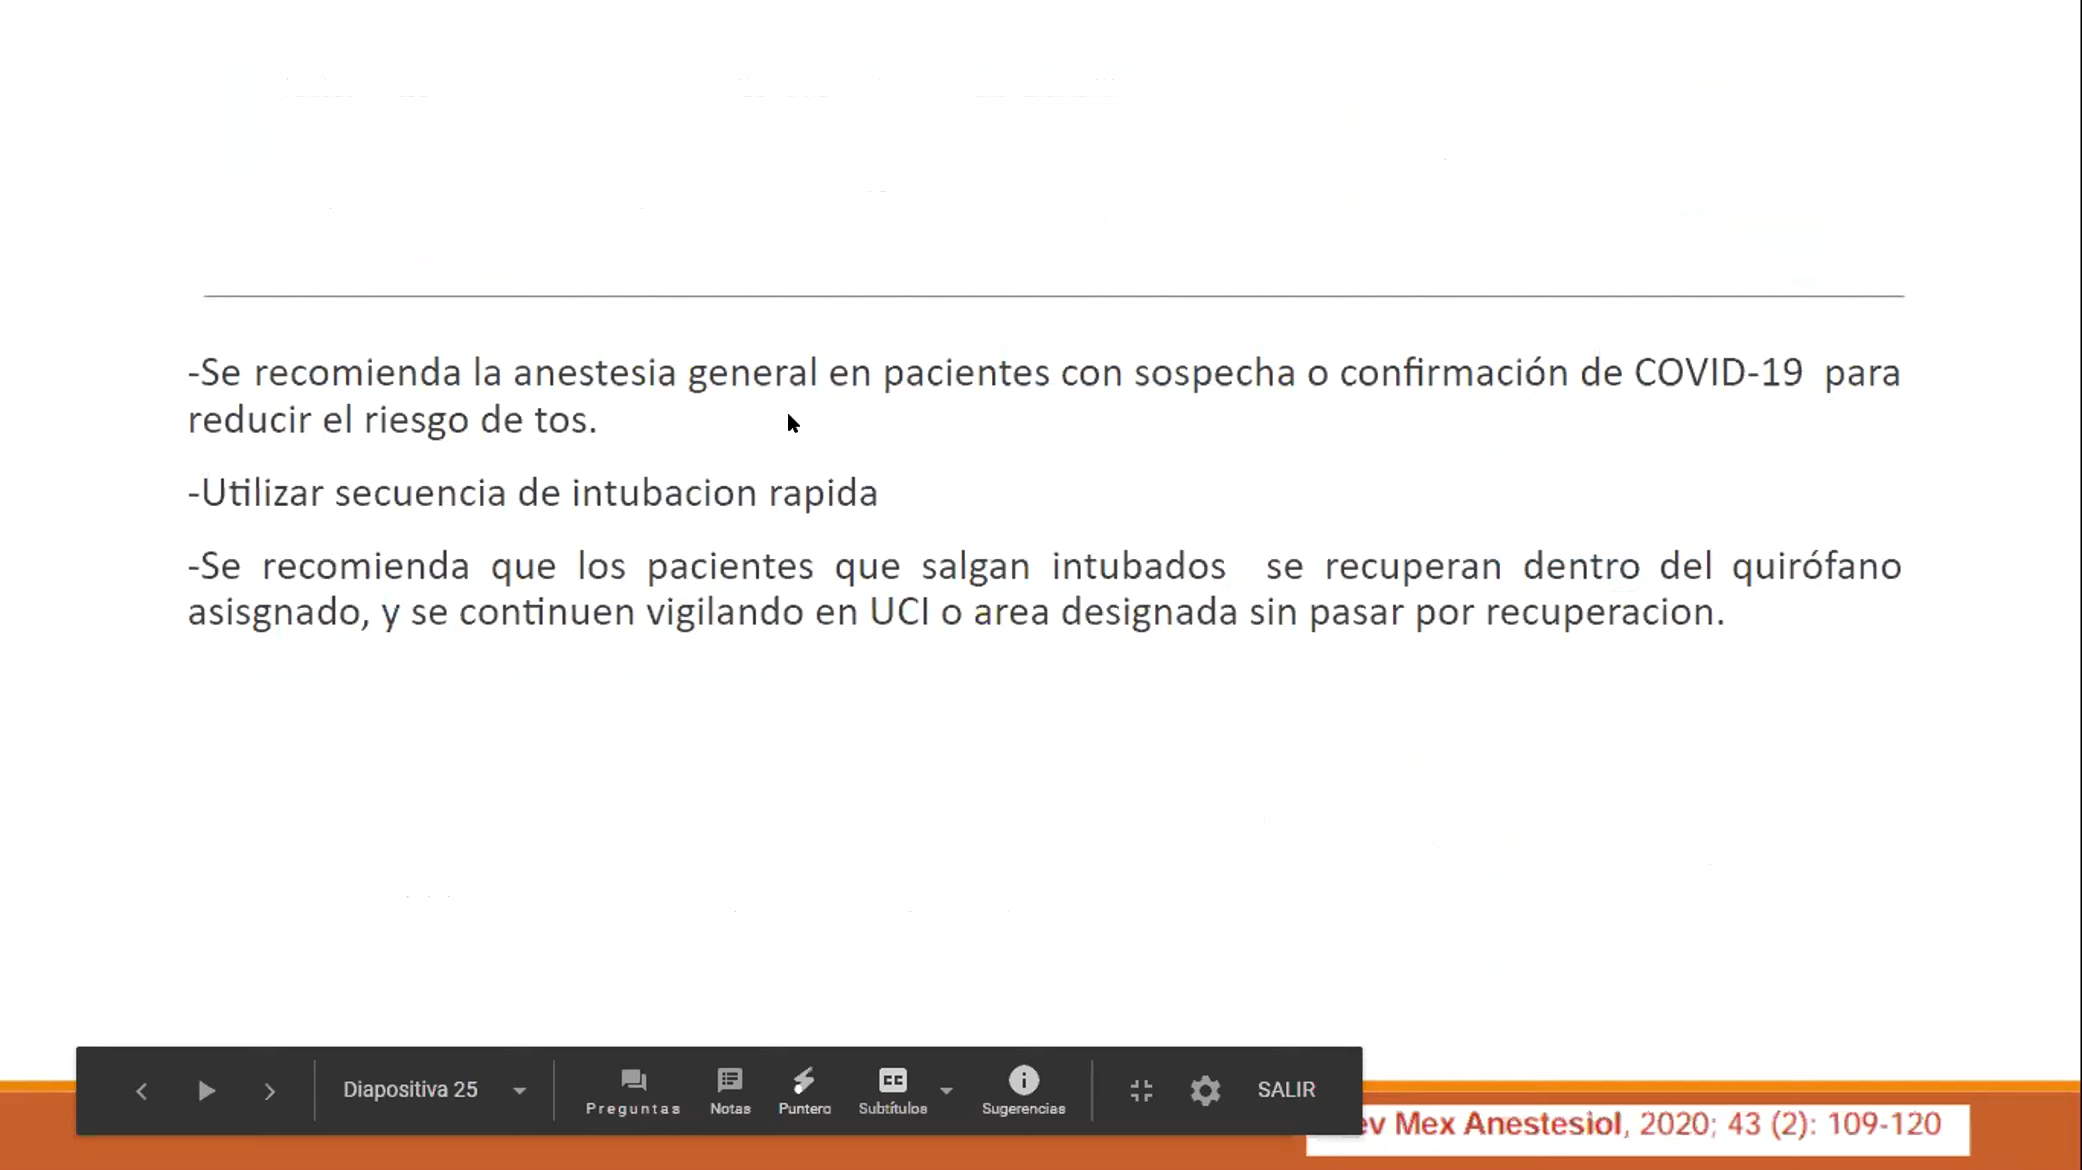 -Se recomienda la anestesia general en pacientes con sospecha o confirmación de COVID-19 para
reducir el riesgo de tos.
-Utilizar secuencia de intubacion rapida
-Se recomienda que los pacientes que salgan intubados se recuperan dentro del quirófano
asisgnado, y se continuen vigilando en UCI o area designada sin pasar por recuperacion.
Diapositiva 25
Preguntas
Notas
Puntero
Subtítulos
Sugerencias
SALIR
ev Mex Anestesiol, 2020; 43 (2): 109-120